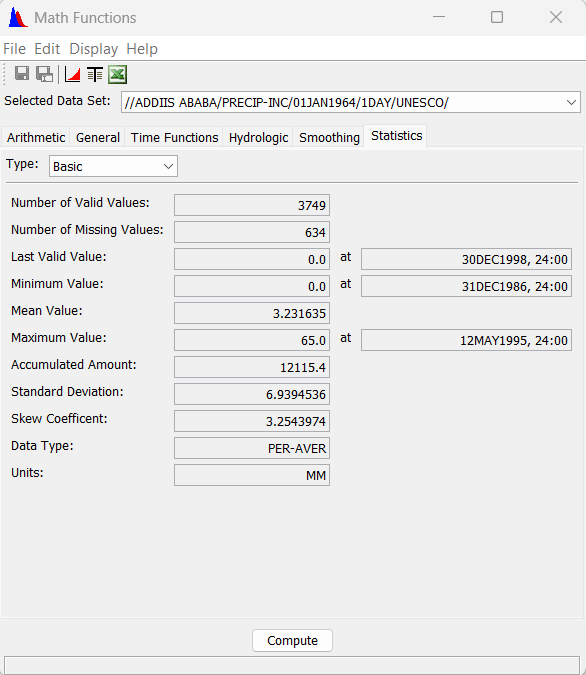 Math Functions
File Edit Display Help
Selected Data Set: //ADDIIS ABABA/PRECIP-INC/01JAN1964/1DAY/UNESCO/
Arithmetic General Time Functions Hydrologic Smoothing Statistics
Type: Basic
Number of Valid Values: 3749
Number of Missing Values: 634
Last Valid Value: 0.0 at 30DEC1998, 24:00
Minimum Value: 0.0 at 31DEC1986, 24:00
Mean Value: 3.231635
Maximum Value: 65.0 at 12MAY1995, 24:00
Accumulated Amount: 12115.4
Standard Deviation: 6.9394536
Skew Coefficent: 3.2543974
Data Type: PER-AVER
Units: MM
Compute